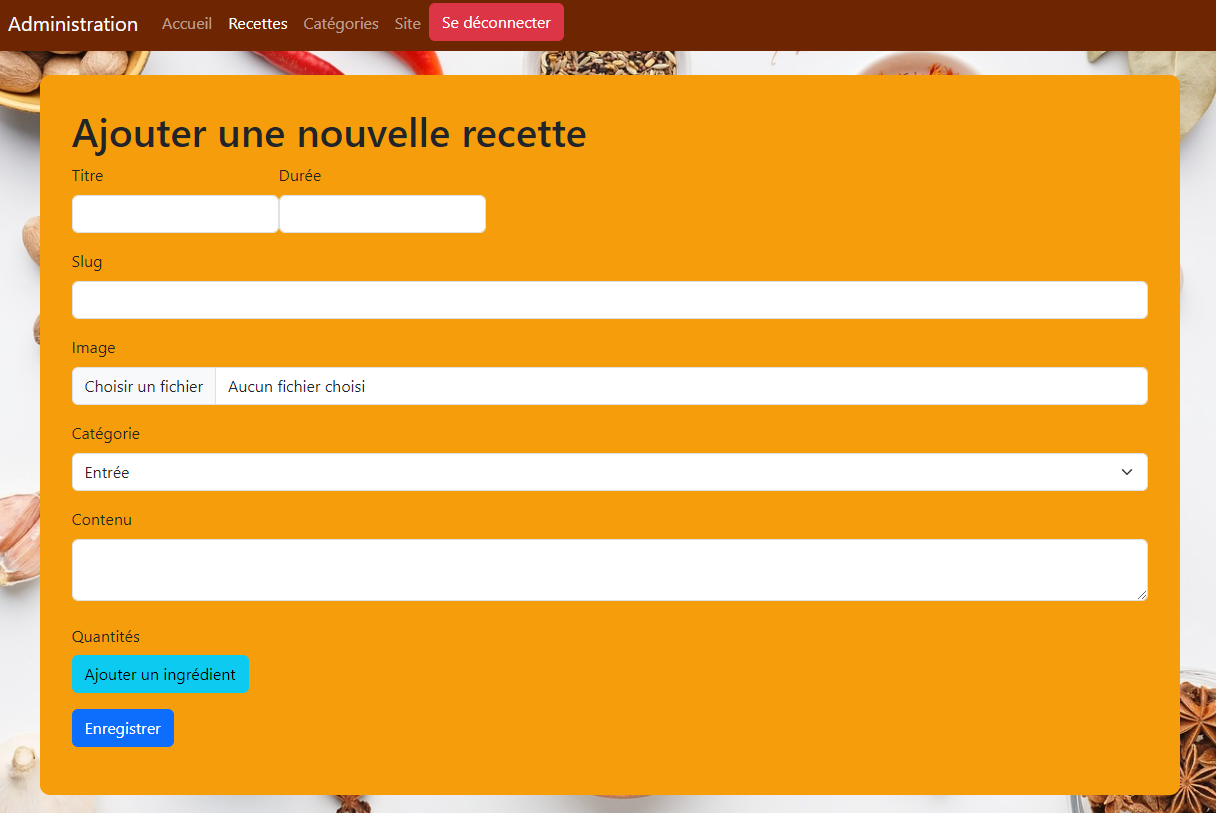 Administration Accueil Recettes Catégories Site Se déconnecter
Ajouter une nouvelle recette
Titre Durée
Slug
Image
Choisir un fichier Aucun fichier choisi
Catégorie
Entrée
Contenu
Quantités
Ajouter un ingrédient
Enregistrer